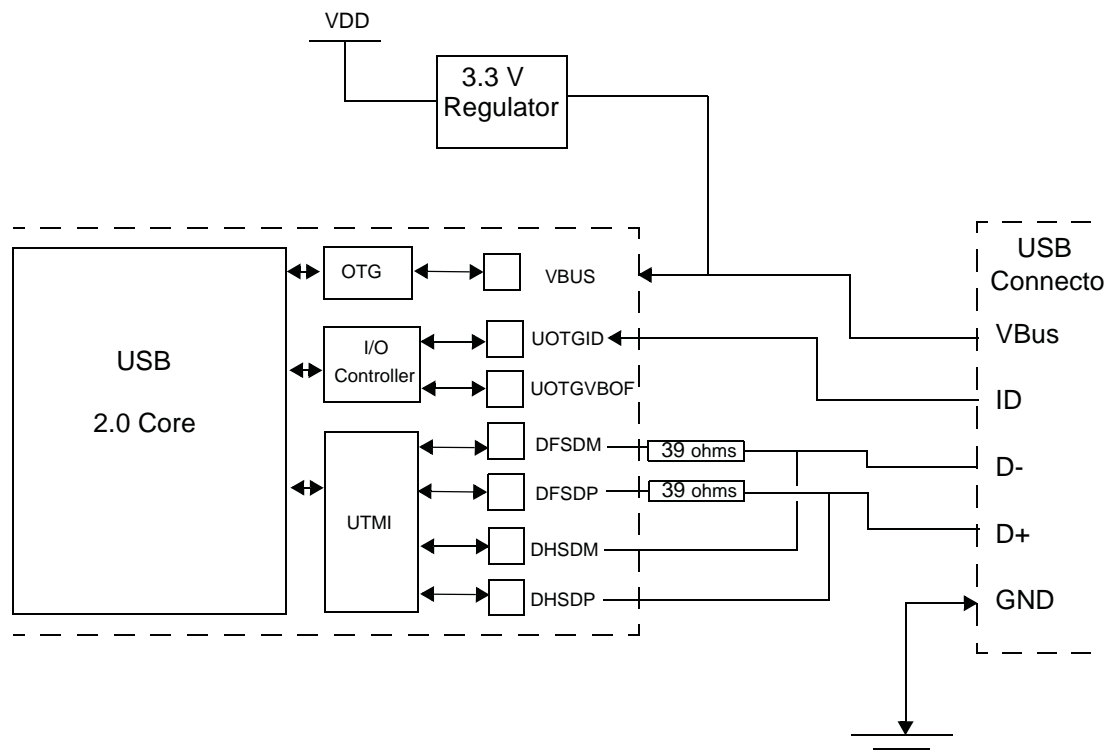 VDD
3.3 V
Regulator
USB
Connecto
OTG
VBUS
VBus
I/O
Controller
UOTGID
USB
2.0 Core
UOTGVBOF
ID
DFSDM
39 ohms
D-
DFSDP
39 ohms
UTMI
D+
DHSDM
DHSDP
GND